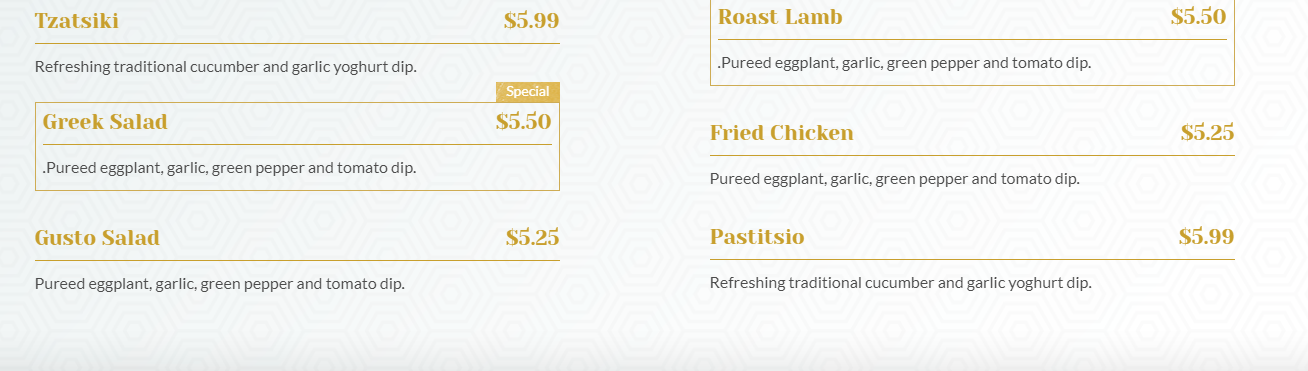 Tzatsiki $5.99
Refreshing traditional cucumber and garlic yoghurt dip.
Special
Greek Salad $5.50
.Pureed eggplant, garlic, green pepper and tomato dip.
Gusto Salad $5.25
Pureed eggplant, garlic, green pepper and tomato dip.
Roast Lamb $5.50
.Pureed eggplant, garlic, green pepper and tomato dip.
Fried Chicken $5.25
Pureed eggplant, garlic, green pepper and tomato dip.
Pastitsio $5.99
Refreshing traditional cucumber and garlic yoghurt dip.